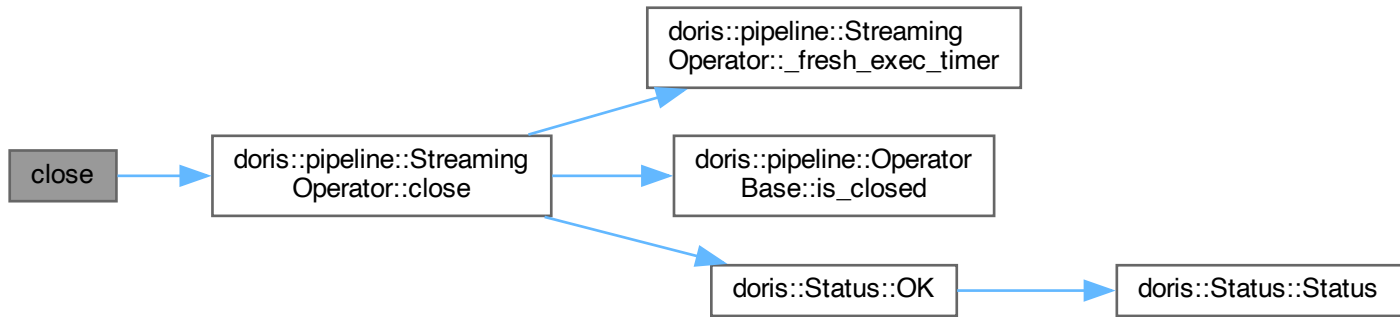 doris::pipeline::Streaming
Operator::_fresh_exec_timer
close
doris::pipeline::Streaming
Operator::close
doris::pipeline::Operator
Base::is_closed
doris::Status::OK
doris::Status::Status